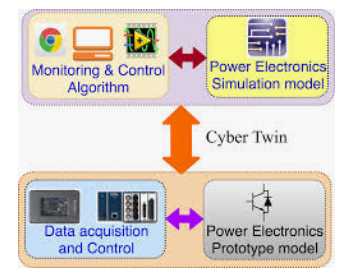 Monitoring & Control
Algorithm
Power Electronics
Simulation model
Cyber Twin
Data acquisition
and Control
Power Electronics
Prototype model